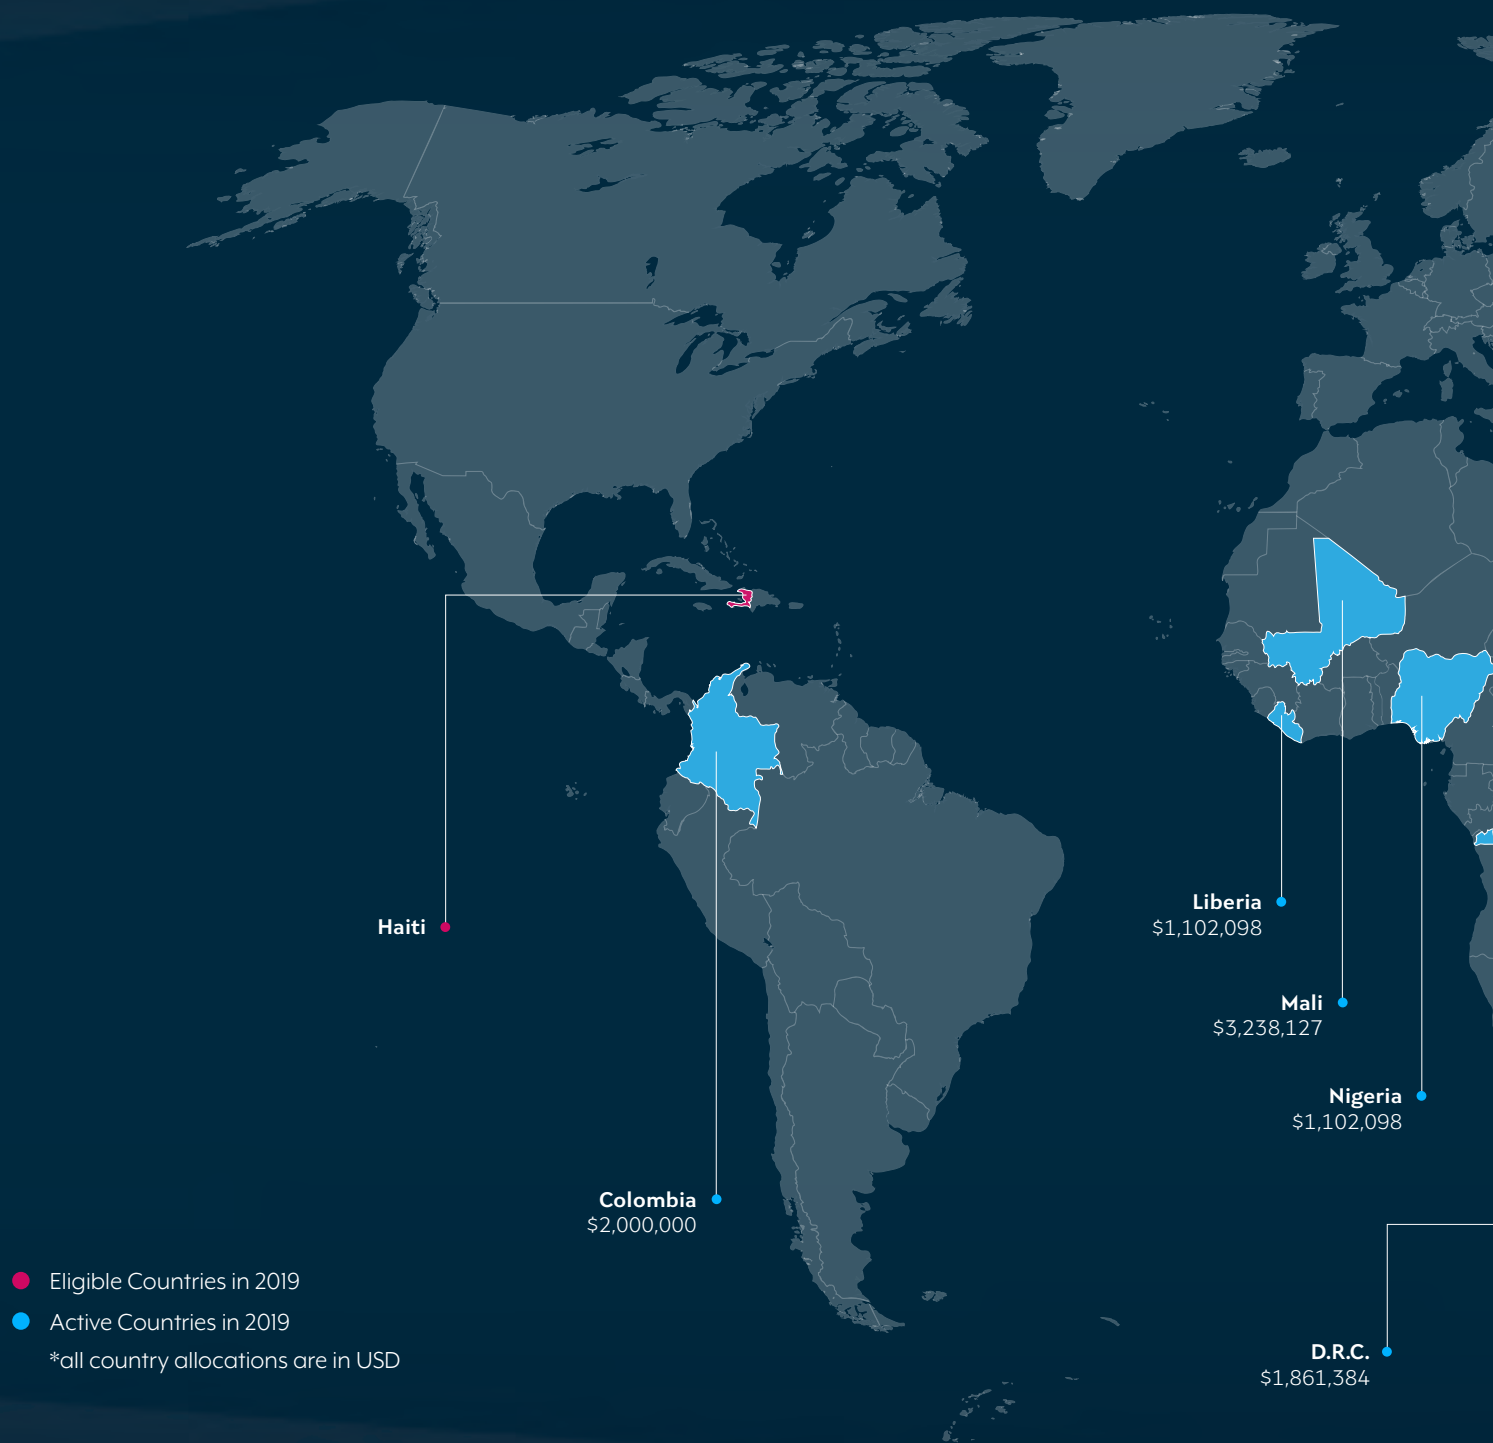 Haiti
Liberia
$1,102,098
Mali
$3,238,127
Nigeria
$1,102,098
Colombia
$2,000,000
D.R.C.
$1,861,384
Eligible Countries in 2019
Active Countries in 2019
*all country allocations are in USD